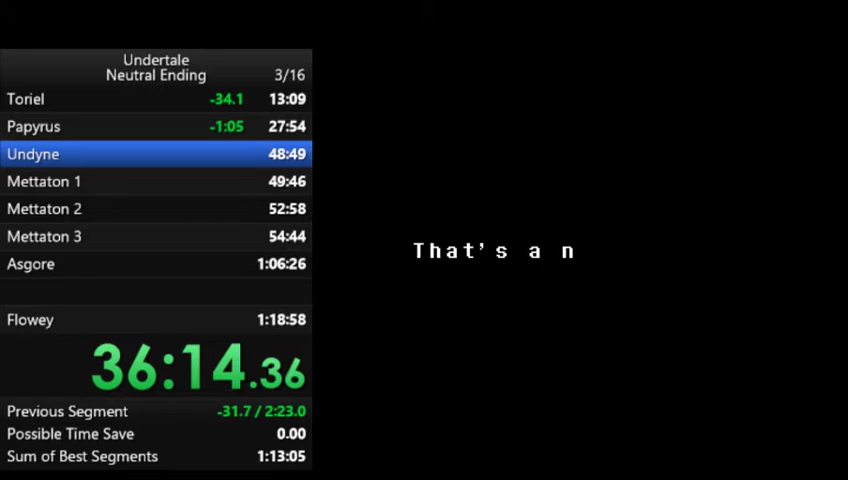 Undertale
Neutral Ending 3/16
Toriel -34.1 13:09
Papyrus -1:05 27:54
Undyne 48:49
Mettaton 1 49:46
Mettaton 2 52:58
Mettaton 3 54:44
Asgore 1:06:26
Flowey 1:18:58
36:14.36
Previous Segment -31.7 / 2:23.0
Possible Time Save 0.00
Sum of Best Segments 1:13:05
That's a n